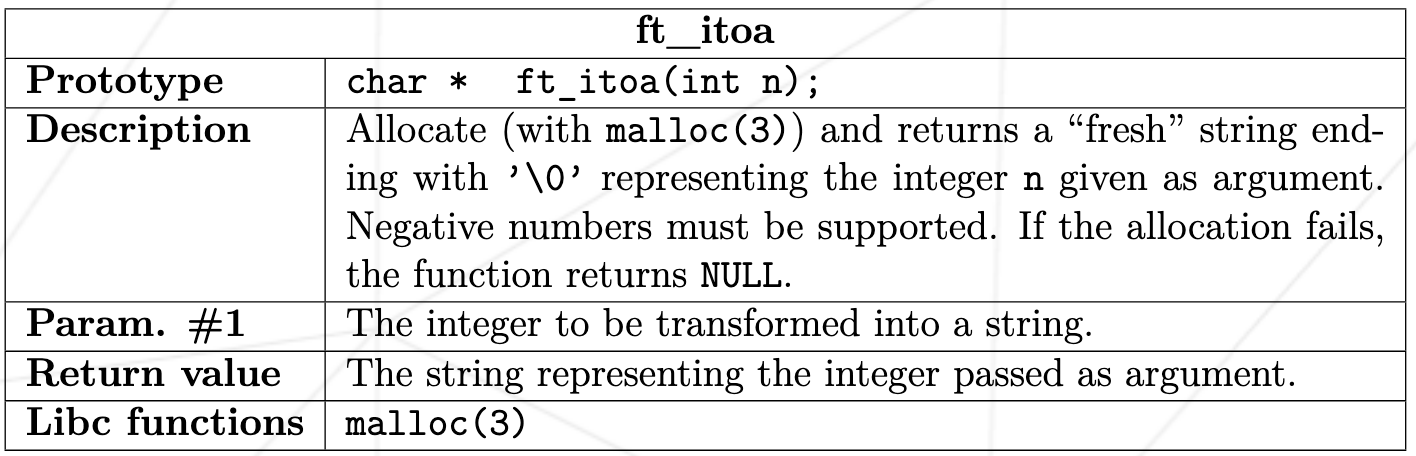 ft_itoa
Prototype char * ft_itoa(int n);
Description Allocate (with malloc(3)) and returns a “fresh” string end-
ing with ’\0’ representing the integer n given as argument.
Negative numbers must be supported. If the allocation fails,
the function returns NULL.
Param. #1 The integer to be transformed into a string.
Return value The string representing the integer passed as argument.
Libc functions malloc(3)